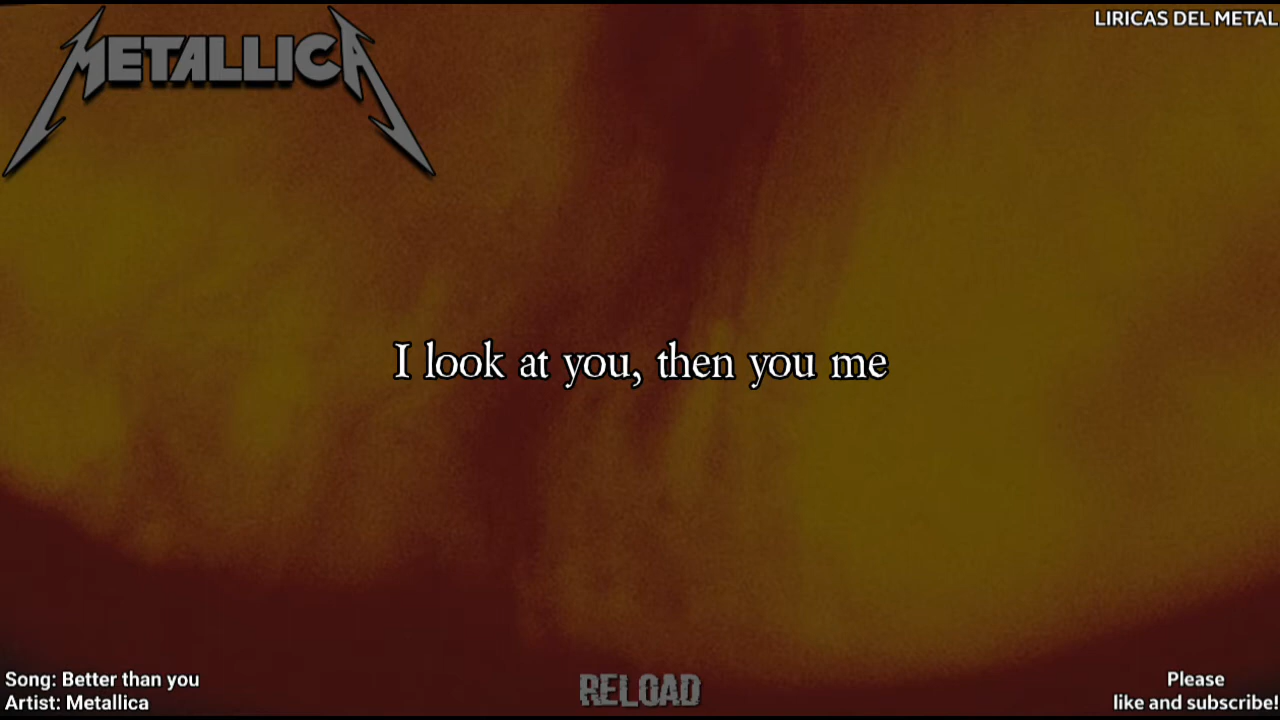 METALLICA
LIRICAS DEL METAL
I look at you, then you me
Song: Better than you
Artist: Metallica
RELOAD
Please
like and subscribe!